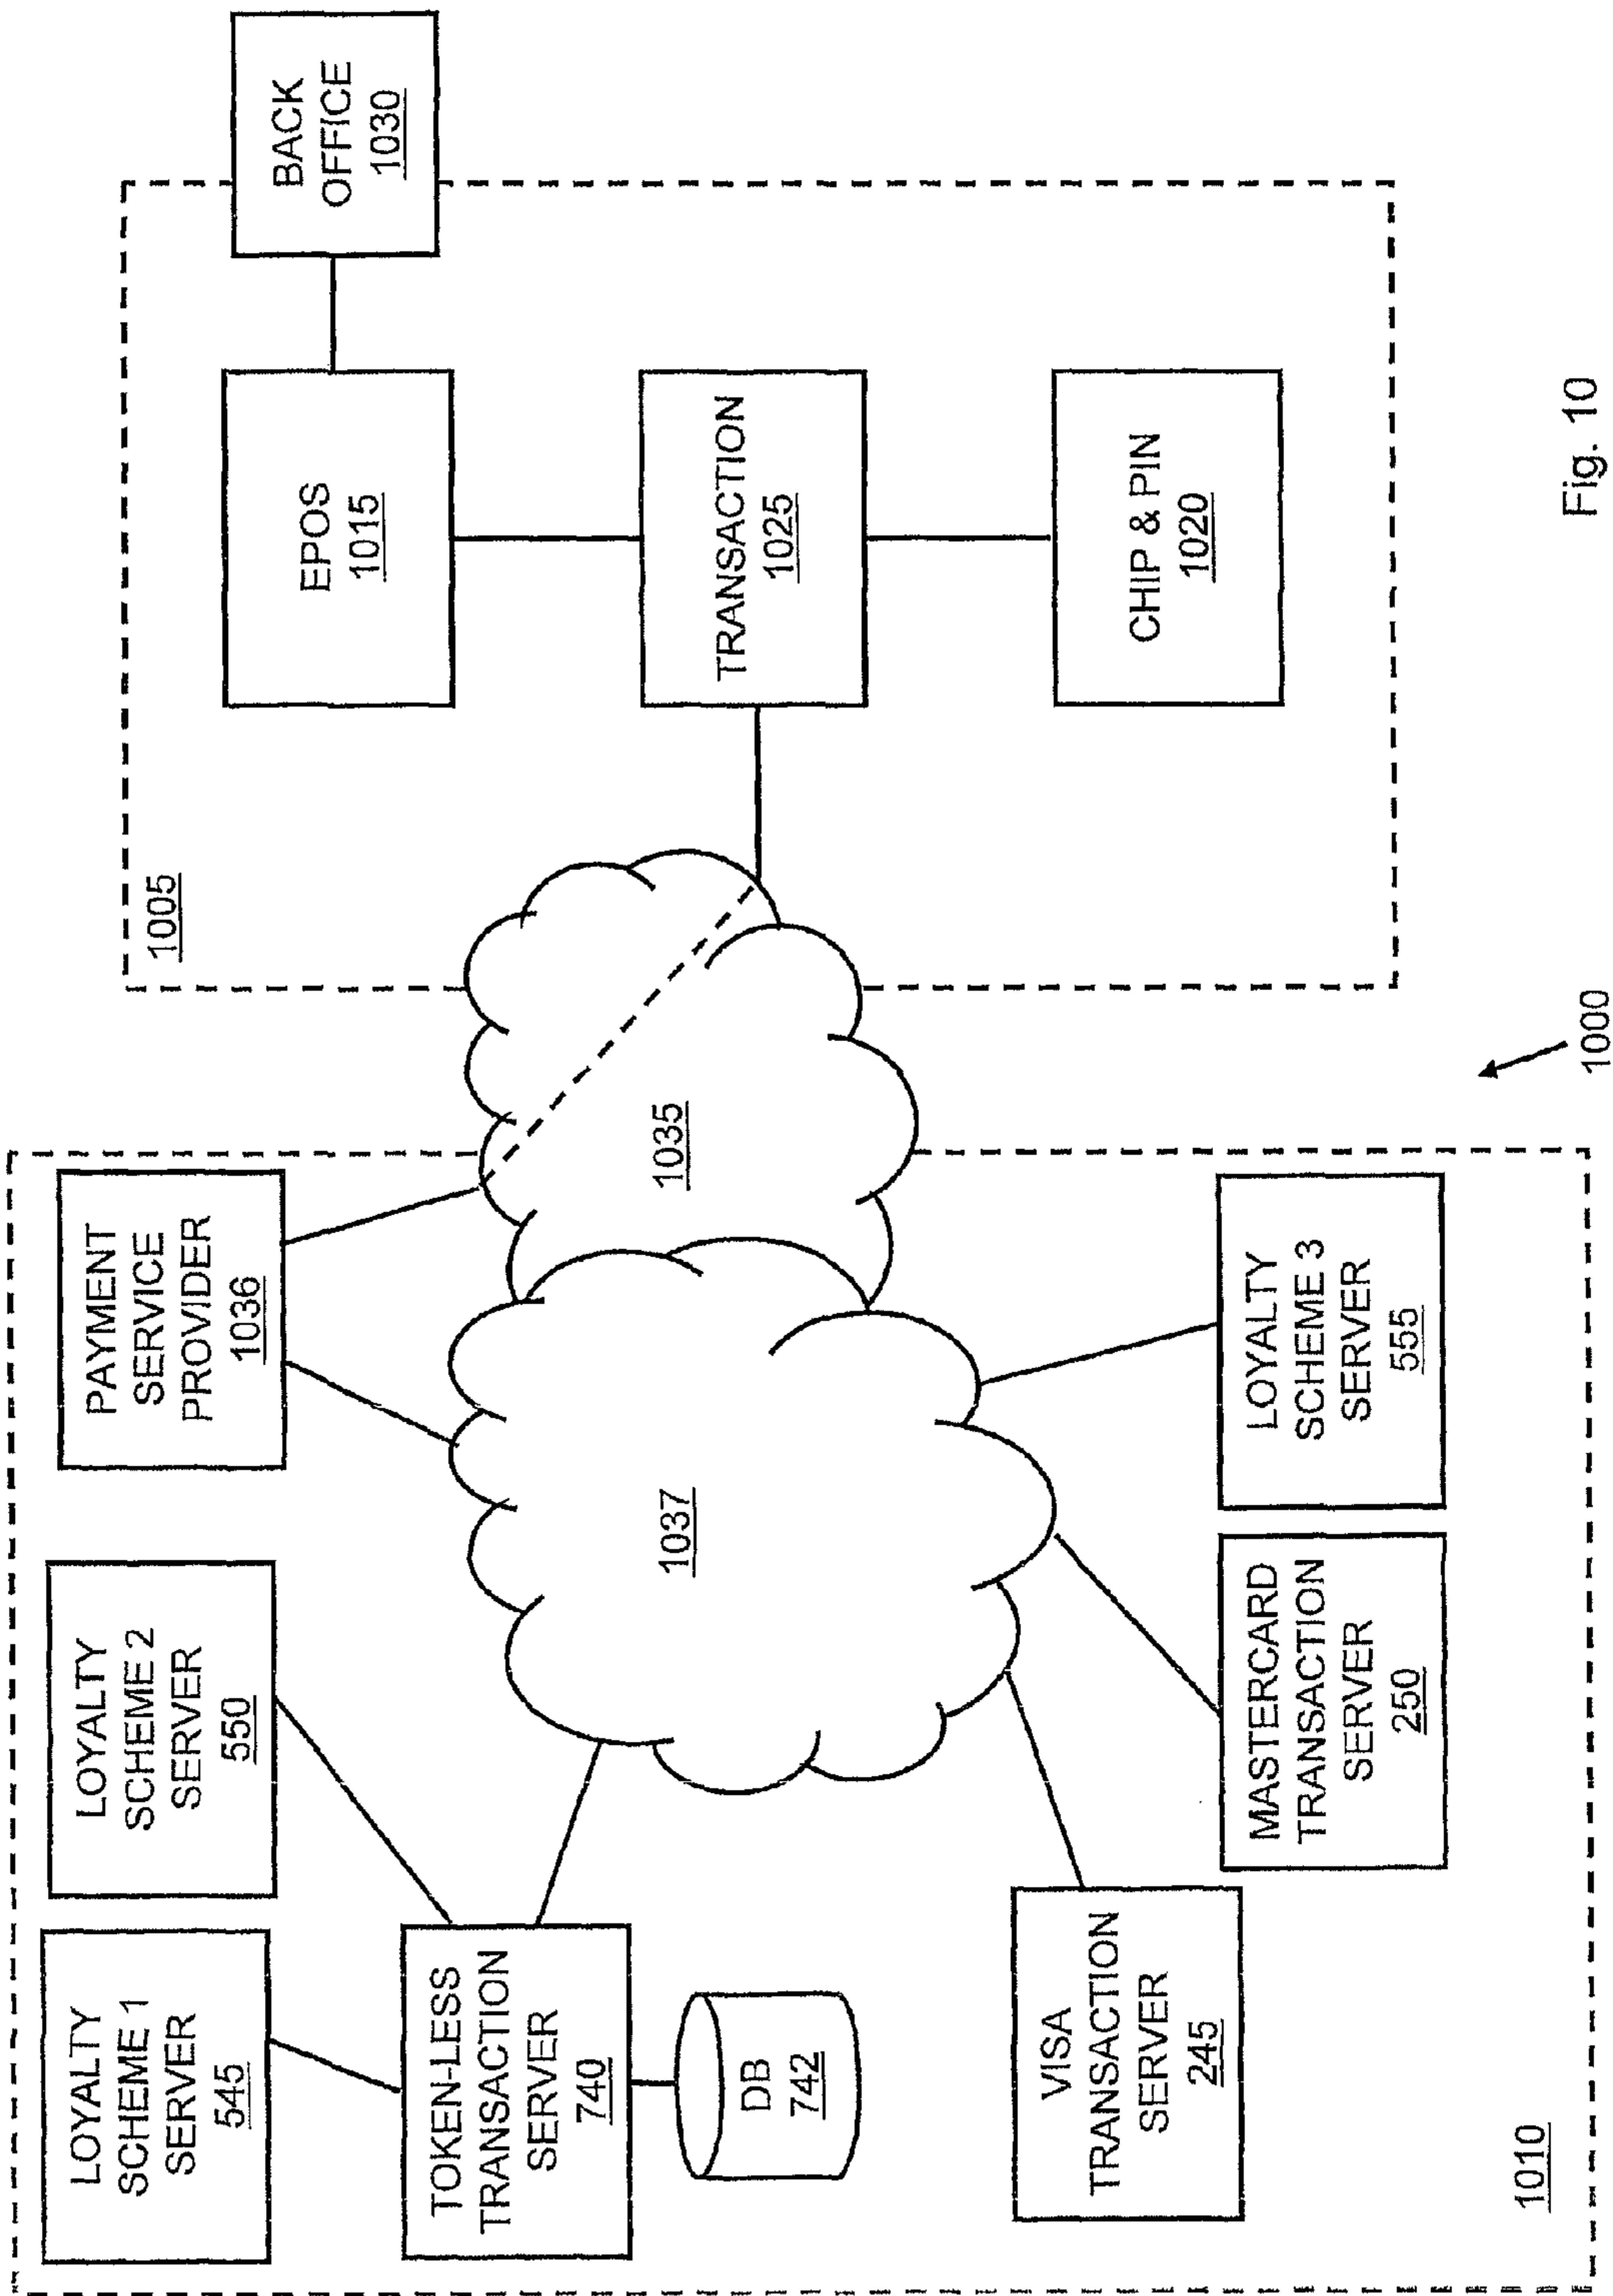 LOYALTY
SCHEME 1
SERVER
545
LOYALTY
SCHEME 2
SERVER
550
PAYMENT
SERVICE
PROVIDER
1036
TOKEN-LESS
TRANSACTION
SERVER
740
DB
742
1037
1035
VISA
TRANSACTION
SERVER
245
MASTERCARD
TRANSACTION
SERVER
250
LOYALTY
SCHEME 3
SERVER
555
1010
1005
EPOS
1015
BACK
OFFICE
1030
TRANSACTION
1025
CHIP & PIN
1020
1000
Fig. 10